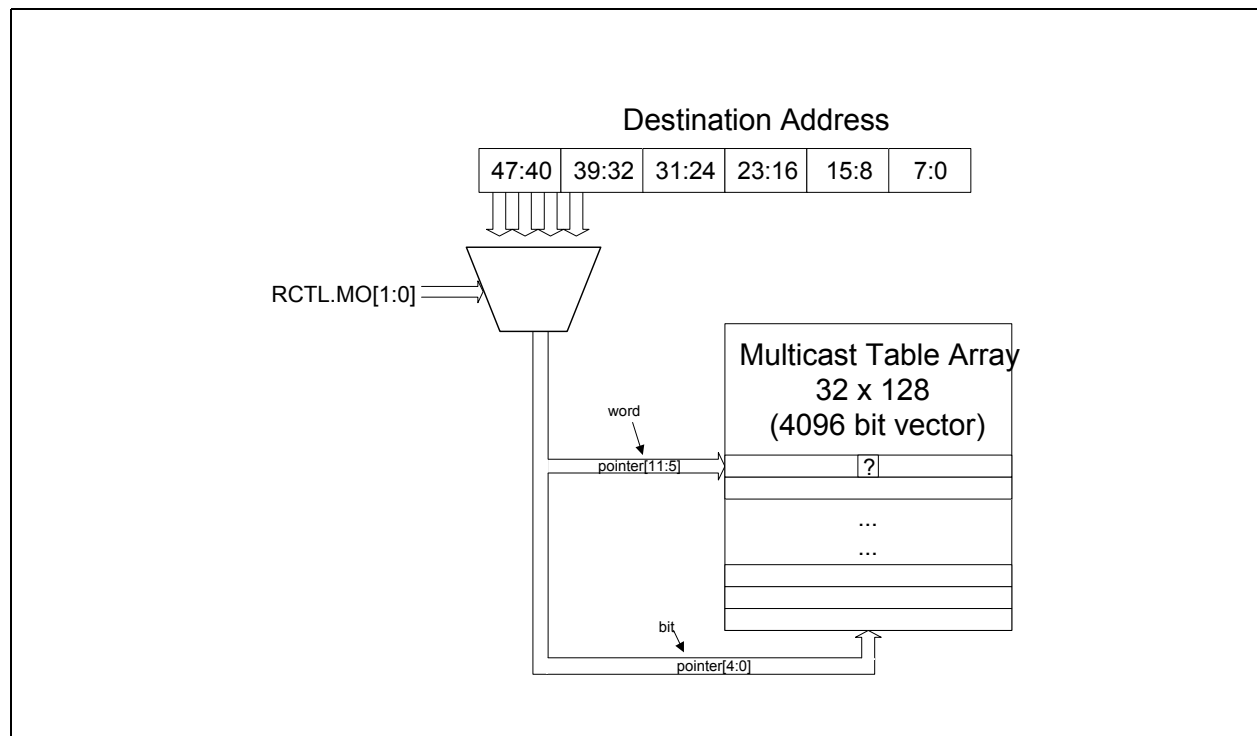 Destination Address
47:40 39:32 31:24 23:16 15:8 7:0
RCTL.MO[1:0]
Multicast Table Array
32 x 128
(4096 bit vector)
word
pointer[11:5]
?
...
...
bit
pointer[4:0]